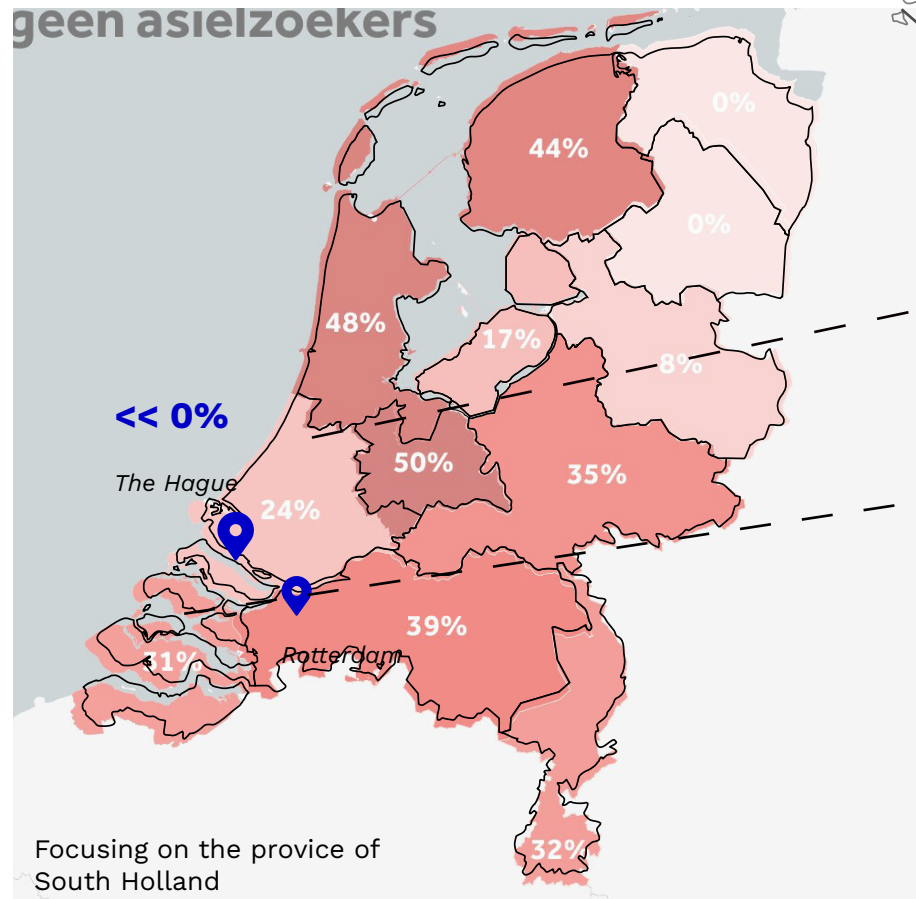 geen asielzoekers
0%
44%
0%
48%
17%
8%
<< 0%
50%
35%
The Hague
24%
39%
Rotterdam
31%
Focusing on the provice of
South Holland
32%